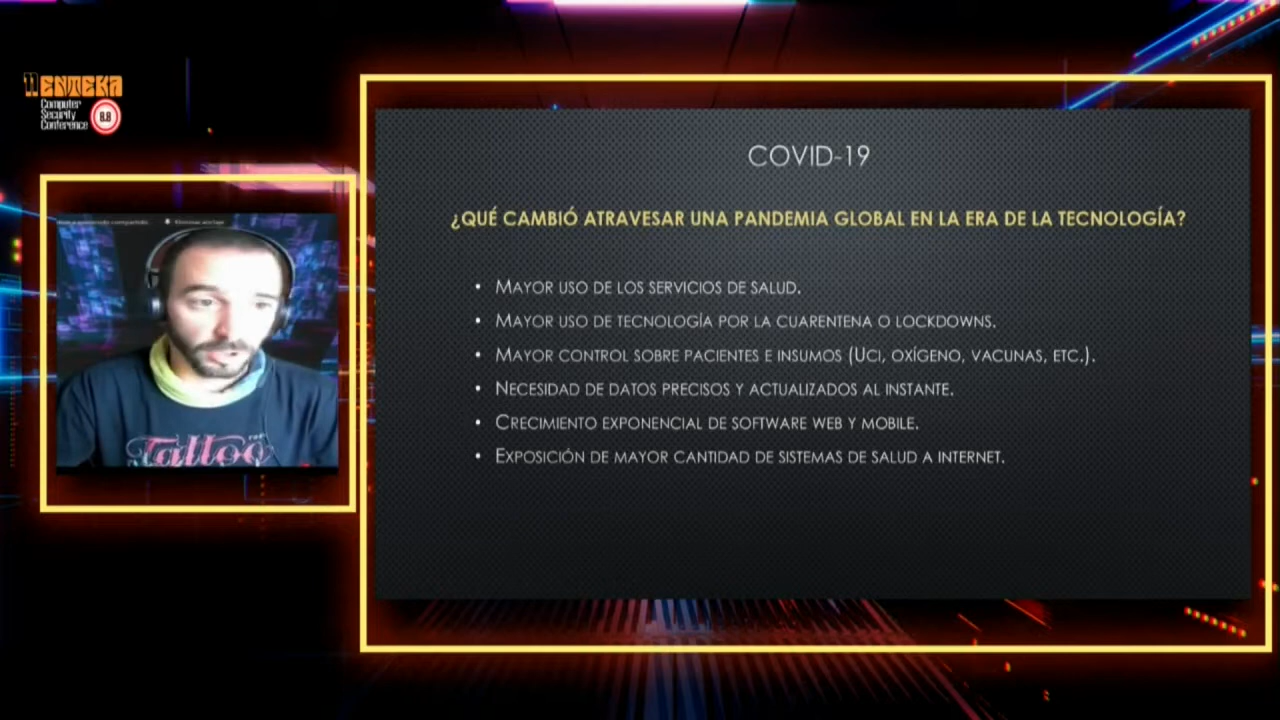 11ENTEKA
Computer
Security
Conference
8.8
Tattoo
COVID-19
¿QUÉ CAMBIÓ ATRAVESAR UNA PANDEMIA GLOBAL EN LA ERA DE LA TECNOLOGÍA?
• MAYOR USO DE LOS SERVICIOS DE SALUD.
• MAYOR USO DE TECNOLOGÍA POR LA CUARENTENA O LOCKDOWNS.
• MAYOR CONTROL SOBRE PACIENTES E INSUMOS (UCI, OXÍGENO, VACUNAS, ETC.).
• NECESIDAD DE DATOS PRECISOS Y ACTUALIZADOS AL INSTANTE.
• CRECIMIENTO EXPONENCIAL DE SOFTWARE WEB Y MOBILE.
• EXPOSICIÓN DE MAYOR CANTIDAD DE SISTEMAS DE SALUD A INTERNET.